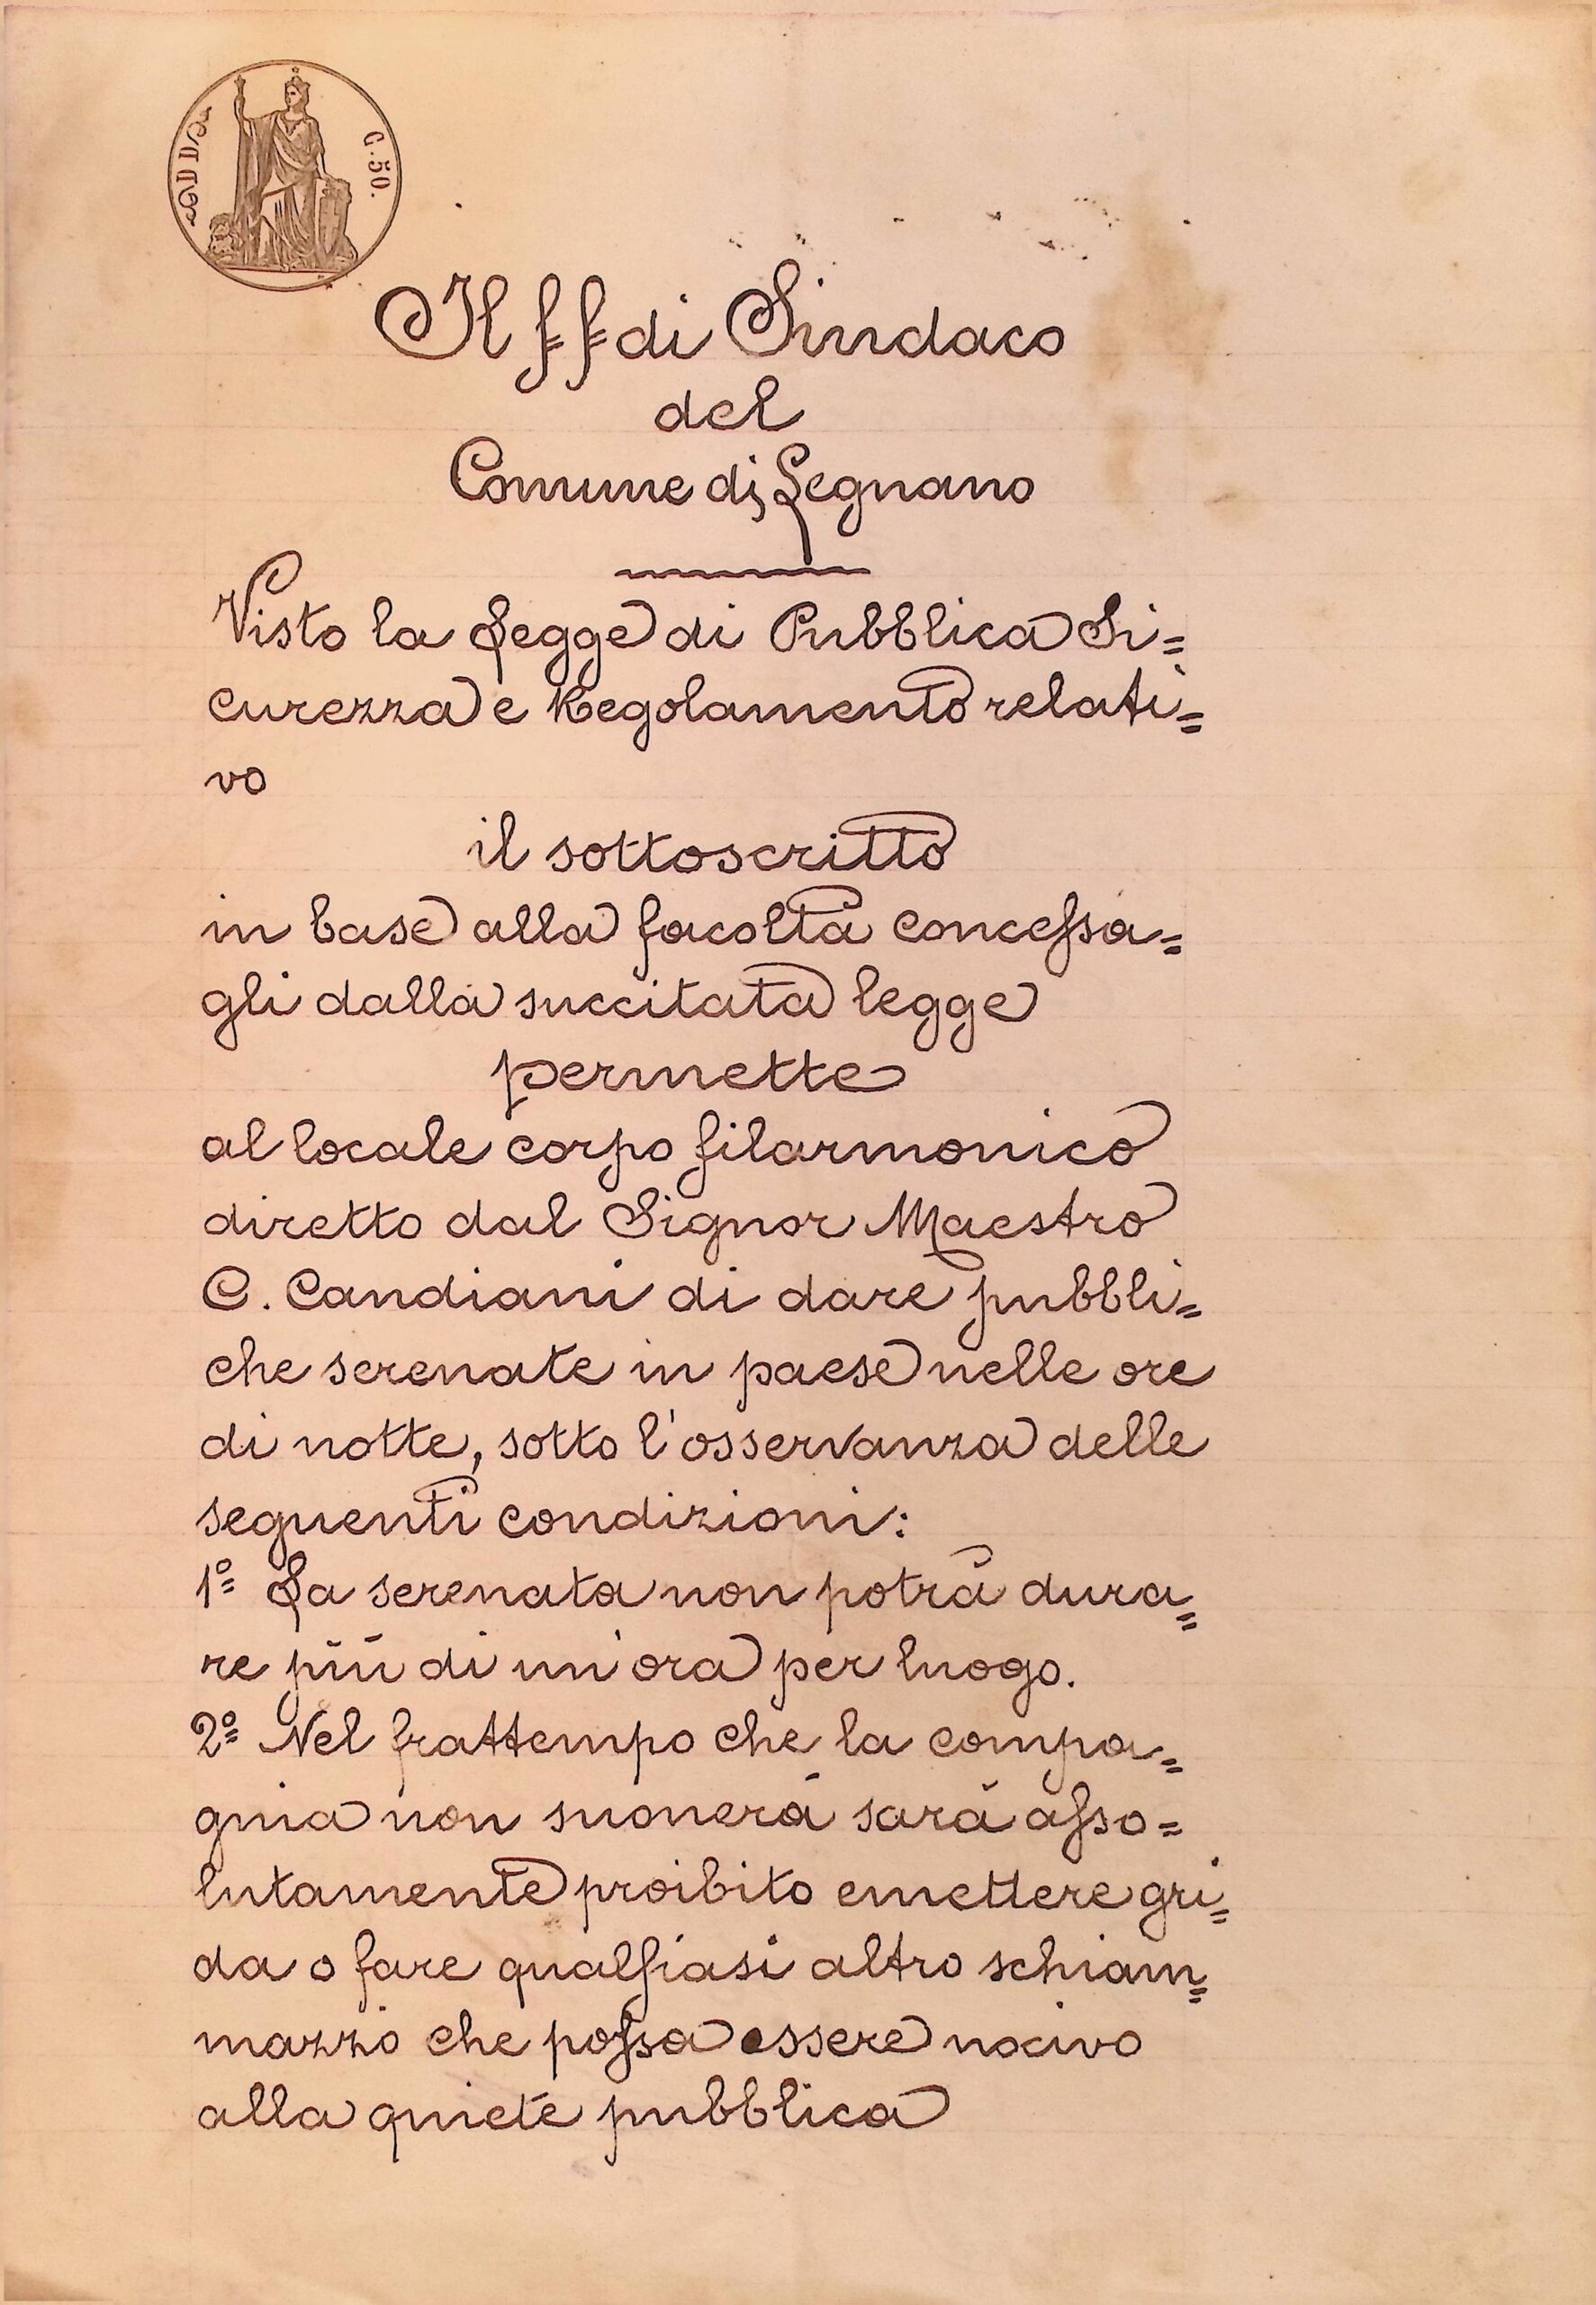 C. 50.
Il ff di Sindaco
del
Comune di Legnano
Visto la Legge di Pubblica Si=
curezza e Regolamento relati=
vo
il sottoscritto
in base alla facoltà concessa=
gli dalla succitata legge
permette
al locale corpo filarmonico
diretto dal Signor Maestro
C. Candiani di dare pubbli=
che serenate in paese nelle ore
di notte, sotto l'osservanza delle
seguenti condizioni:
1º La serenata non potrà dura=
re più di un'ora per luogo.
2º Nel frattempo che la compa=
gnia non suonerà sarà asso=
lutamente proibito emettere gri=
da o fare qualsiasi altro schiam=
mazzo che possa essere nocivo
alla quiete pubblica